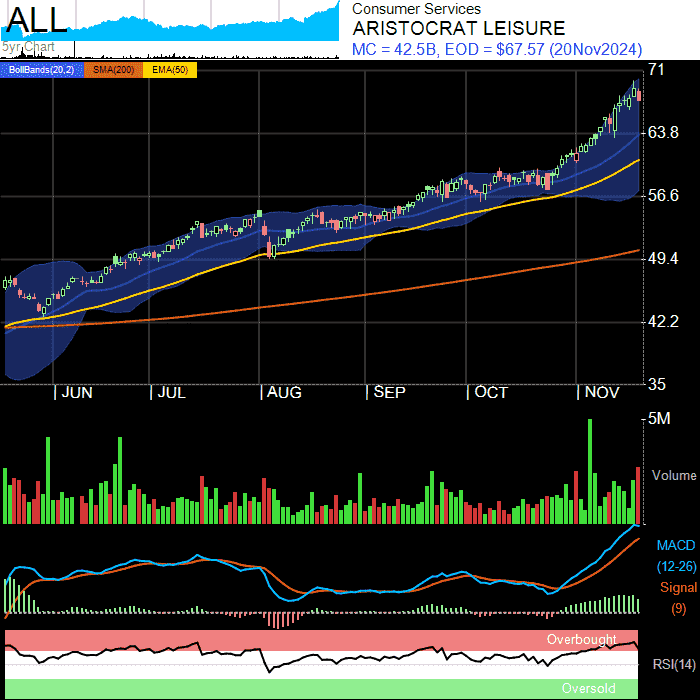 ALL
5yr Chart
Consumer Services
ARISTOCRAT LEISURE
MC = 42.5B, EOD = $67.57 (20Nov2024)
BollBands(20,2) SMA(200) EMA(50)
71
63.8
56.6
49.4
42.2
35
JUN JUL AUG SEP OCT NOV
5M
Volume
MACD
(12-26)
Signal
(9)
Overbought
RSI(14)
Oversold